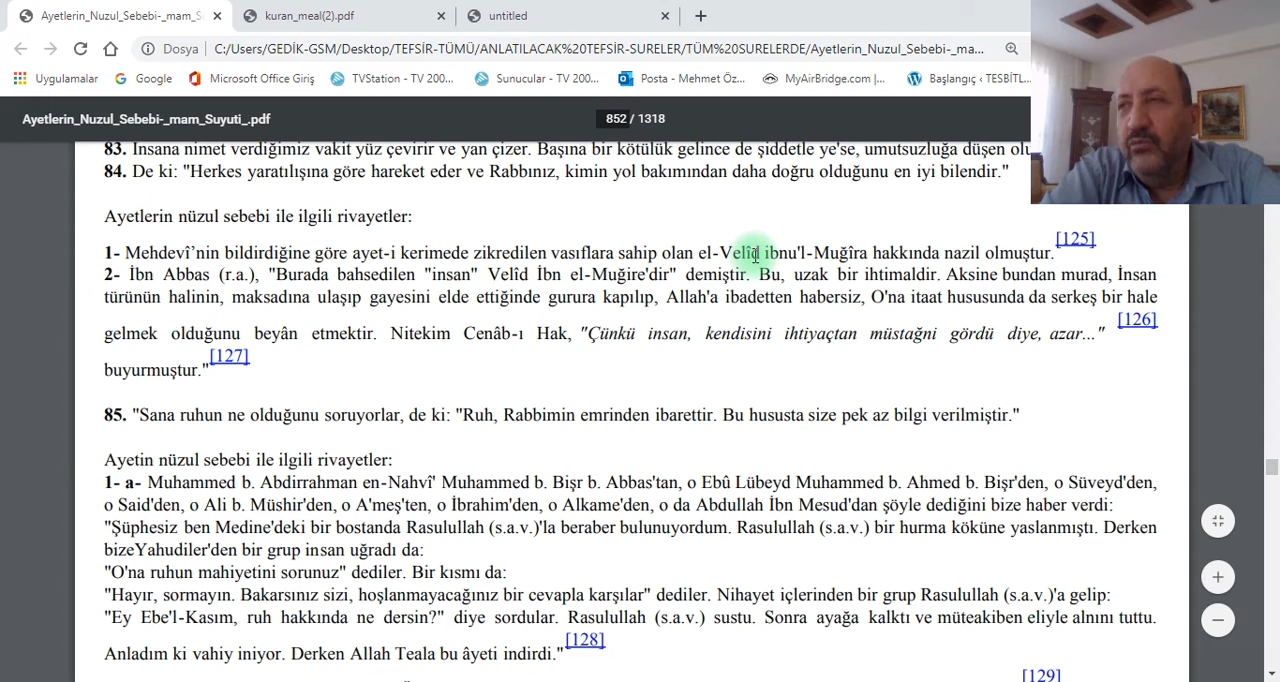 Ayetlerin_Nuzul_Sebebi-_mam_S
kuran_meal(2).pdf
untitled
Dosya
C:/Users/GEDİK-GSM/Desktop/TEFSİR-TÜMÜ/ANLATILACAK%20TEFSİR-SURELER/TÜM%20SURELERDE/Ayetlerin_Nuzul_Sebebi-_ma...
Uygulamalar
Google
Microsoft Office Giriş
TVStation - TV 200...
Sunucular - TV 200...
Posta - Mehmet Öz...
MyAirBridge.com |...
Başlangıç ‹ TESBİTL...
Ayetlerin_Nuzul_Sebebi-_mam_Suyuti_.pdf
852 / 1318
83. İnsana nimet verdiğimiz vakit yüz çevirir ve yan çizer. Başına bir kötülük gelince de şiddetle ye'se, umutsuzluğa düşen olu
84. De ki: "Herkes yaratılışına göre hareket eder ve Rabbınız, kimin yol bakımından daha doğru olduğunu en iyi bilendir."
Ayetlerin nüzul sebebi ile ilgili rivayetler:
1- Mehdevî'nin bildirdiğine göre ayet-i kerimede zikredilen vasıflara sahip olan el-Velîd ibnu'l-Muğîra hakkında nazil olmuştur.[125]
2- İbn Abbas (r.a.), "Burada bahsedilen "insan" Velîd İbn el-Muğire'dir" demiştir. Bu, uzak bir ihtimaldir. Aksine bundan murad, İnsan
türünün halinin, maksadına ulaşıp gayesini elde ettiğinde gurura kapılıp, Allah'a ibadetten habersiz, O'na itaat hususunda da serkeş bir hale
gelmek olduğunu beyân etmektir. Nitekim Cenâb-ı Hak, "Çünkü insan, kendisini ihtiyaçtan müstağni gördü diye, azar..."[126]
buyurmuştur."[127]
85. "Sana ruhun ne olduğunu soruyorlar, de ki: "Ruh, Rabbimin emrinden ibarettir. Bu hususta size pek az bilgi verilmiştir."
Ayetin nüzul sebebi ile ilgili rivayetler:
1- a- Muhammed b. Abdirrahman en-Nahvî' Muhammed b. Bişr b. Abbas'tan, o Ebû Lübeyd Muhammed b. Ahmed b. Bişr'den, o Süveyd'den,
o Said'den, o Ali b. Müshir'den, o A'meş'ten, o İbrahim'den, o Alkame'den, o da Abdullah İbn Mesud'dan şöyle dediğini bize haber verdi:
"Şüphesiz ben Medine'deki bir bostanda Rasulullah (s.a.v.)'la beraber bulunuyordum. Rasulullah (s.a.v.) bir hurma köküne yaslanmıştı. Derken
bizeYahudiler'den bir grup insan uğradı da:
"O'na ruhun mahiyetini sorunuz" dediler. Bir kısmı da:
"Hayır, sormayın. Bakarsınız sizi, hoşlanmayacağınız bir cevapla karşılar" dediler. Nihayet içlerinden bir grup Rasulullah (s.a.v.)'a gelip:
"Ey Ebe'l-Kasım, ruh hakkında ne dersin?" diye sordular. Rasulullah (s.a.v.) sustu. Sonra ayağa kalktı ve müteakiben eliyle alnını tuttu.
Anladım ki vahiy iniyor. Derken Allah Teala bu âyeti indirdi."[128]
[129]